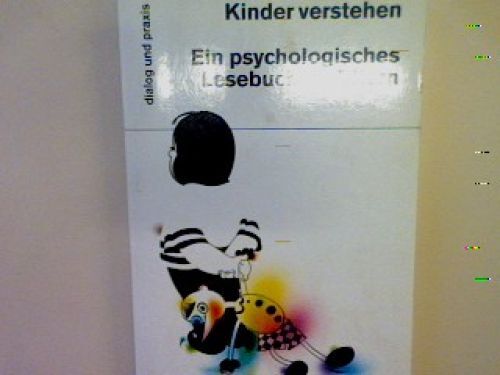 dialog und praxis
Kinder verstehen
Ein psychologisches
Lesebuch